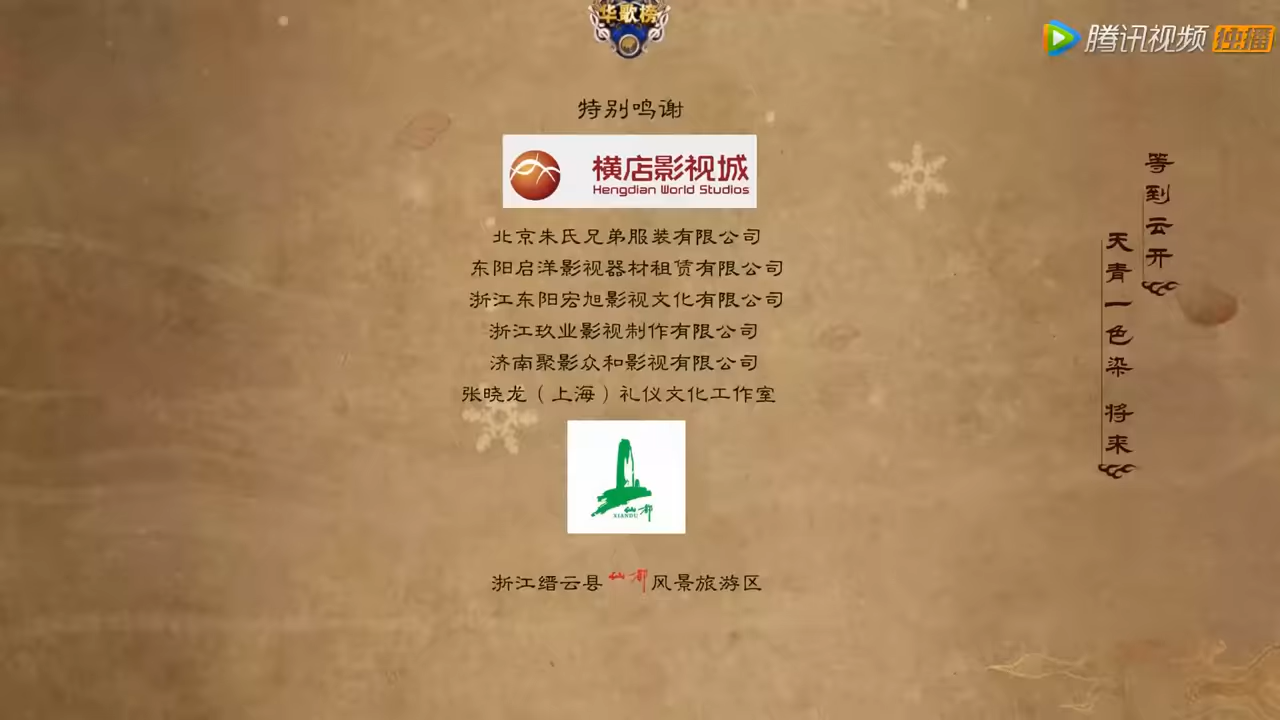 华歌榜
腾讯视频 独播
特别鸣谢
横店影视城
Hengdian World Studios
北京朱氏兄弟服装有限公司
东阳启洋影视器材租赁有限公司
浙江东阳宏旭影视文化有限公司
浙江玖业影视制作有限公司
济南聚影众和影视有限公司
张晓龙（上海）礼仪文化工作室
仙都
XIANDU
浙江缙云县仙都风景旅游区
等到云开
天青一色染 将来